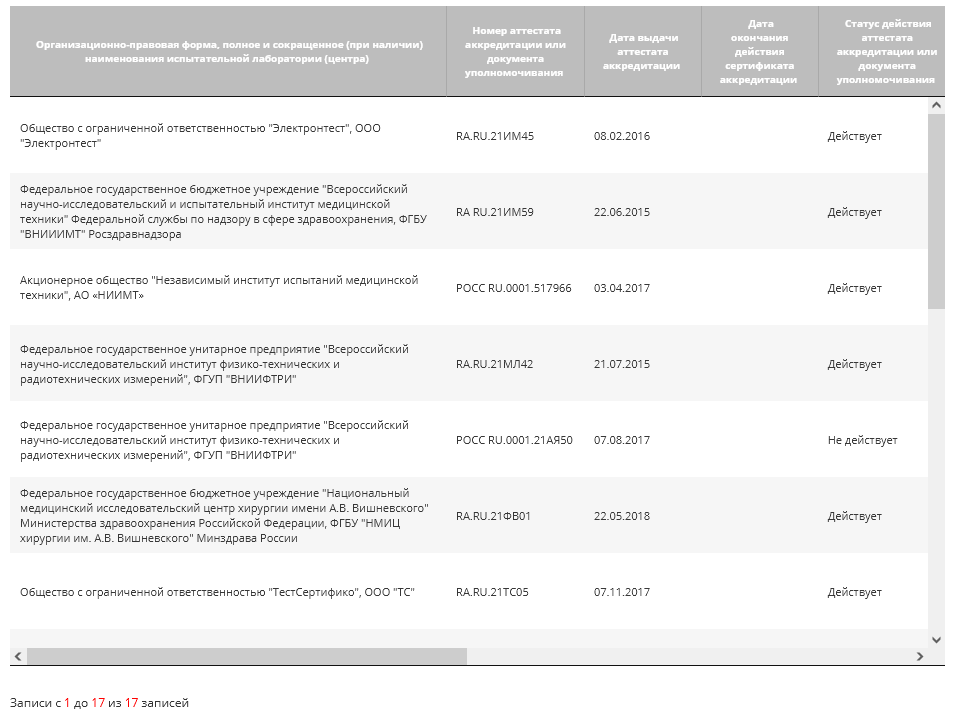 Организационно-правовая форма, полное и сокращенное (при наличии)
наименования испытательной лаборатории (центра)
Номер аттестата
аккредитации или
документа
уполномочивания
Дата выдачи
аттестата
аккредитации
Дата
окончания
действия
сертификата
аккредитации
Статус действия
аттестата
аккредитации или
документа
уполномочивания
Общество с ограниченной ответственностью "Электронтест", ООО
"Электронтест"
RA.RU.21ИМ45
08.02.2016
Действует
Федеральное государственное бюджетное учреждение "Всероссийский
научно-исследовательский и испытательный институт медицинской
техники" Федеральной службы по надзору в сфере здравоохранения, ФГБУ
"ВНИИИМТ" Росздравнадзора
RA RU.21ИМ59
22.06.2015
Действует
Акционерное общество "Независимый институт испытаний медицинской
техники", АО «НИИМТ»
РОСС RU.0001.517966
03.04.2017
Действует
Федеральное государственное унитарное предприятие "Всероссийский
научно-исследовательский институт физико-технических и
радиотехнических измерений", ФГУП "ВНИИФТРИ"
RA.RU.21МЛ42
21.07.2015
Действует
Федеральное государственное унитарное предприятие "Всероссийский
научно-исследовательский институт физико-технических и
радиотехнических измерений", ФГУП "ВНИИФТРИ"
РОСС RU.0001.21АЯ50
07.08.2017
Не действует
Федеральное государственное бюджетное учреждение "Национальный
медицинский исследовательский центр хирургии имени А.В. Вишневского"
Министерства здравоохранения Российской Федерации, ФГБУ "НМИЦ
хирургии им. А.В. Вишневского" Минздрава России
RA.RU.21ФВ01
22.05.2018
Действует
Общество с ограниченной ответственностью "ТестСертифико", ООО "ТС"
RA.RU.21ТС05
07.11.2017
Действует
Записи с 1 до 17 из 17 записей